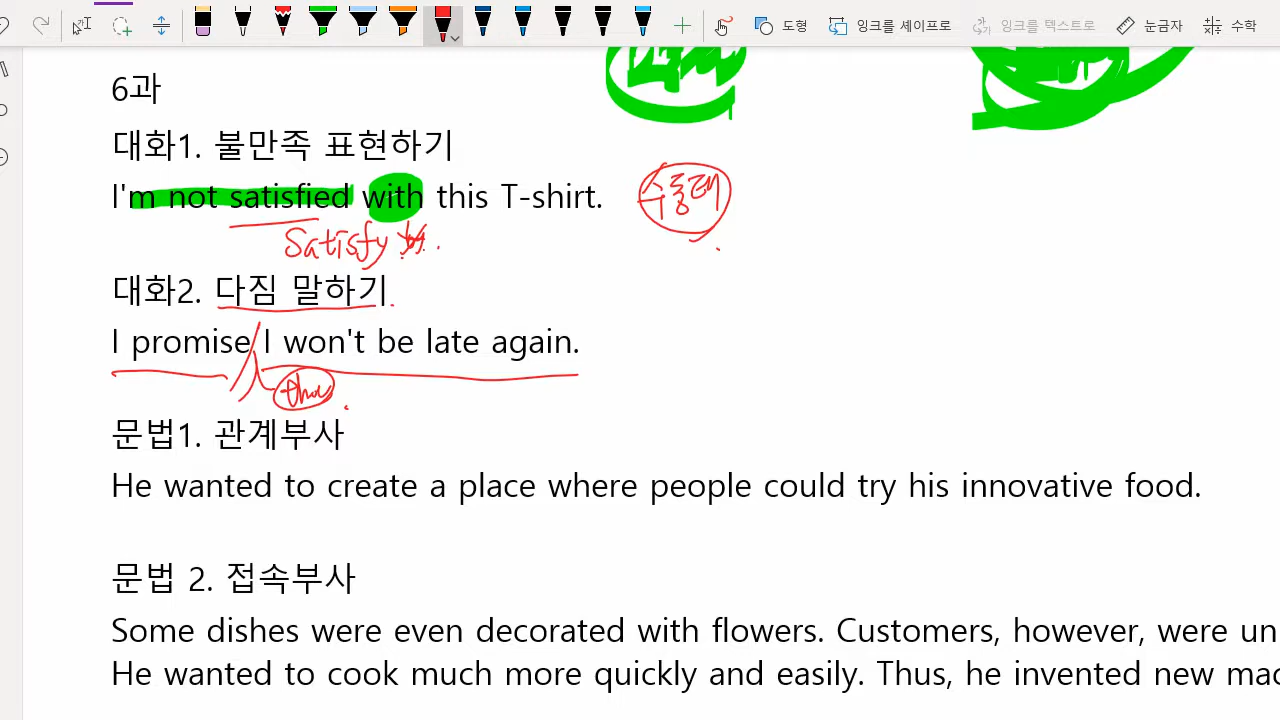 도형 잉크를 셰이프로 잉크를 텍스트로 눈금자 수학
6과
대화1. 불만족 표현하기
I'm not satisfied with this T-shirt. 수동태
Satisfy
대화2. 다짐 말하기
I promise I won't be late again.
문법1. 관계부사
He wanted to create a place where people could try his innovative food.
문법 2. 접속부사
Some dishes were even decorated with flowers. Customers, however, were un
He wanted to cook much more quickly and easily. Thus, he invented new mac